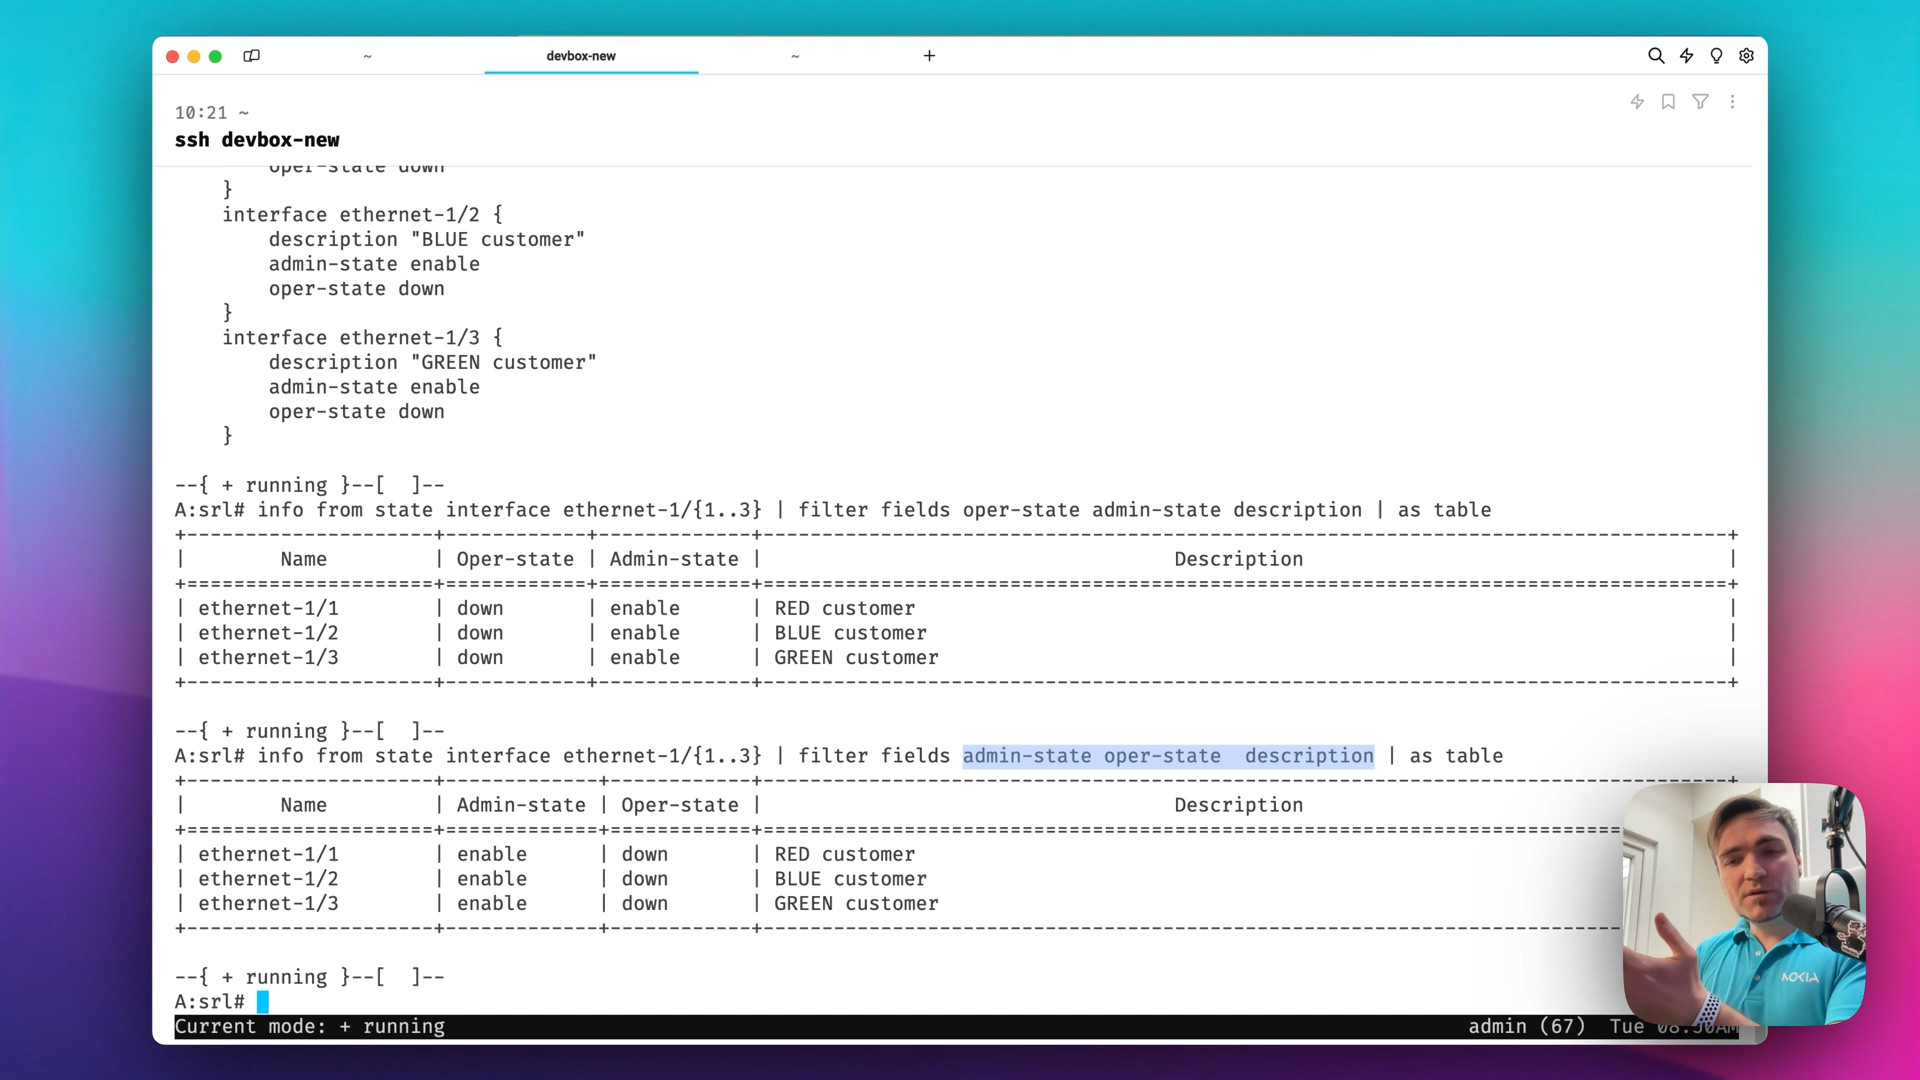 ~ devbox-new ~ +
10:21 ~
ssh devbox-new
oper-state down
}
interface ethernet-1/2 {
description "BLUE customer"
admin-state enable
oper-state down
}
interface ethernet-1/3 {
description "GREEN customer"
admin-state enable
oper-state down
}
--{ + running }--[  ]--
A:srl# info from state interface ethernet-1/{1..3} | filter fields oper-state admin-state description | as table
+----------------------+------------+-------------+-----------------------------------------------------------------------------------+
| Name | Oper-state | Admin-state | Description |
+======================+============+=============+===================================================================================+
| ethernet-1/1 | down | enable | RED customer |
| ethernet-1/2 | down | enable | BLUE customer |
| ethernet-1/3 | down | enable | GREEN customer |
+----------------------+------------+-------------+-----------------------------------------------------------------------------------+
--{ + running }--[  ]--
A:srl# info from state interface ethernet-1/{1..3} | filter fields admin-state oper-state  description | as table
+----------------------+-------------+------------+-----------------------------------------------------------------------------------+
| Name | Admin-state | Oper-state | Description
+======================+=============+============+==========================================================================
| ethernet-1/1 | enable | down | RED customer
| ethernet-1/2 | enable | down | BLUE customer
| ethernet-1/3 | enable | down | GREEN customer
+----------------------+-------------+------------+--------------------------------------------------------------------------
--{ + running }--[  ]--
A:srl#
Current mode: + running admin (67) Tue
NOKIA